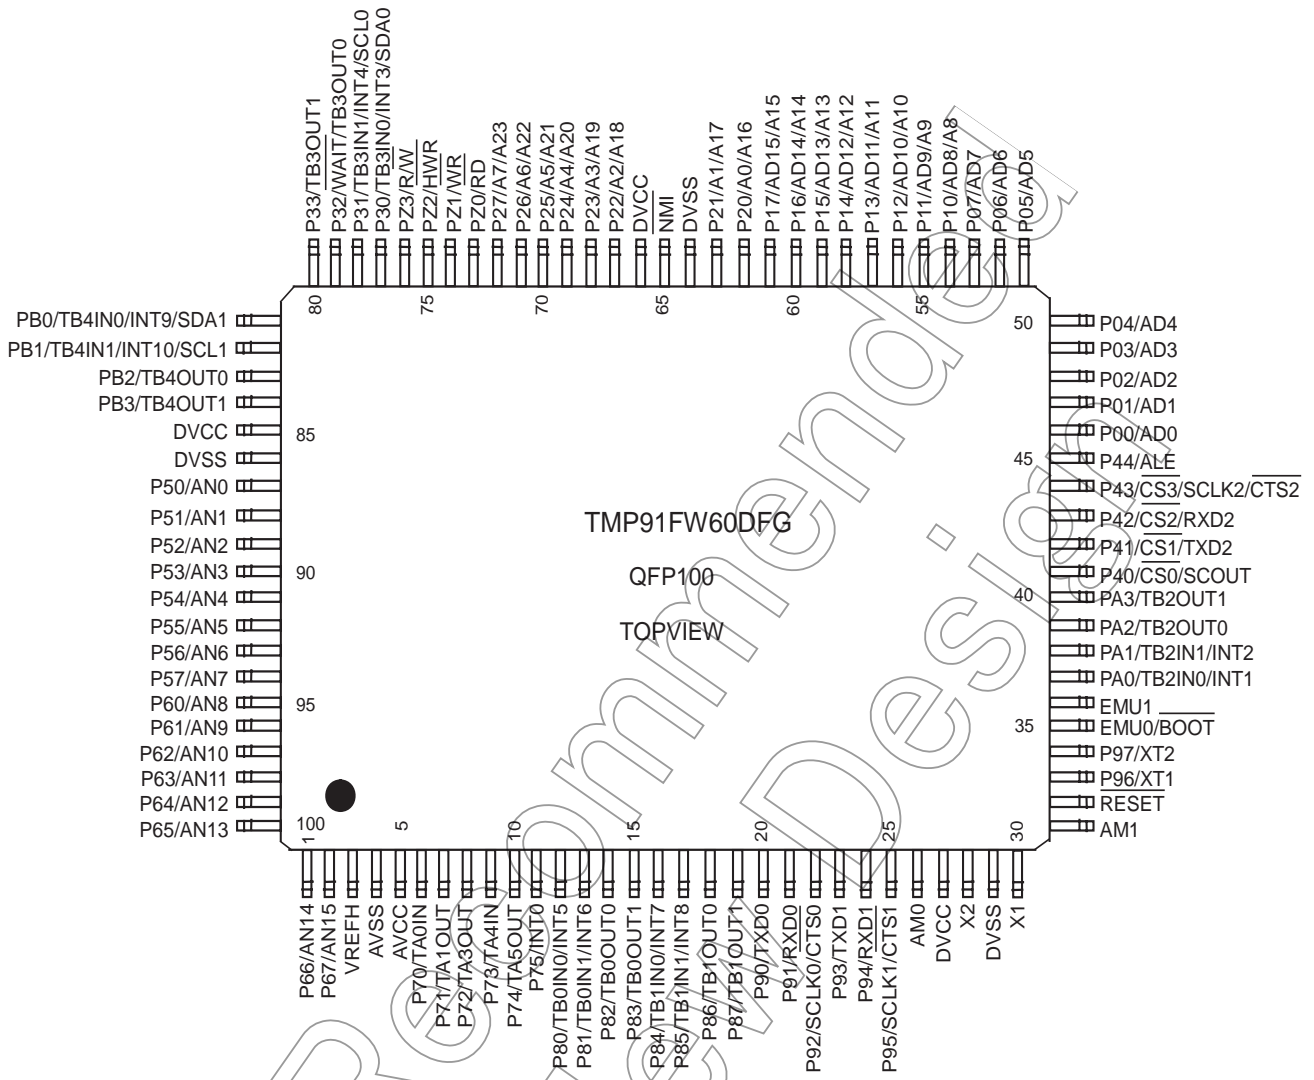 P33/TB3OUT1
P32/WAIT/TB3OUT0
P31/TB3IN1/INT4/SCL0
P30/TB3IN0/INT3/SDA0
PZ3/R/W
PZ2/HWR
PZ1/WR
PZ0/RD
P27/A7/A23
P26/A6/A22
P25/A5/A21
P24/A4/A20
P23/A3/A19
P22/A2/A18
DVCC
NMI
DVSS
P21/A1/A17
P20/A0/A16
P17/AD15/A15
P16/AD14/A14
P15/AD13/A13
P14/AD12/A12
P13/AD11/A11
P12/AD10/A10
P11/AD9/A9
P10/AD8/A8
P07/AD7
P06/AD6
P05/AD5
80
75
70
65
60
55
50
PB0/TB4IN0/INT9/SDA1
PB1/TB4IN1/INT10/SCL1
PB2/TB4OUT0
PB3/TB4OUT1
DVCC
DVSS
P50/AN0
P51/AN1
P52/AN2
P53/AN3
P54/AN4
P55/AN5
P56/AN6
P57/AN7
P60/AN8
P61/AN9
P62/AN10
P63/AN11
P64/AN12
P65/AN13
85
90
95
100
TMP91FW60DFG
QFP100
TOPVIEW
45
40
35
P04/AD4
P03/AD3
P02/AD2
P01/AD1
P00/AD0
P44/ALE
P43/CS3/SCLK2/CTS2
P42/CS2/RXD2
P41/CS1/TXD2
P40/CS0/SCOUT
PA3/TB2OUT1
PA2/TB2OUT0
PA1/TB2IN1/INT2
PA0/TB2IN0/INT1
EMU1
EMU0/BOOT
P97/XT2
P96/XT1
RESET
AM1
1
5
10
15
20
25
30
P66/AN14
P67/AN15
VREFH
AVSS
AVCC
P70/TA0IN
P71/TA1OUT
P72/TA3OUT
P73/TA4IN
P74/TA5OUT
P75/INT0
P80/TB0IN0/INT5
P81/TB0IN1/INT6
P82/TB0OUT0
P83/TB0OUT1
P84/TB1IN0/INT7
P85/TB1IN1/INT8
P86/TB1OUT0
P87/TB1OUT1
P90/TXD0
P91/RXD0
P92/SCLK0/CTS0
P93/TXD1
P94/RXD1
P95/SCLK1/CTS1
AM0
DVCC
X2
DVSS
X1
Recommended
Design